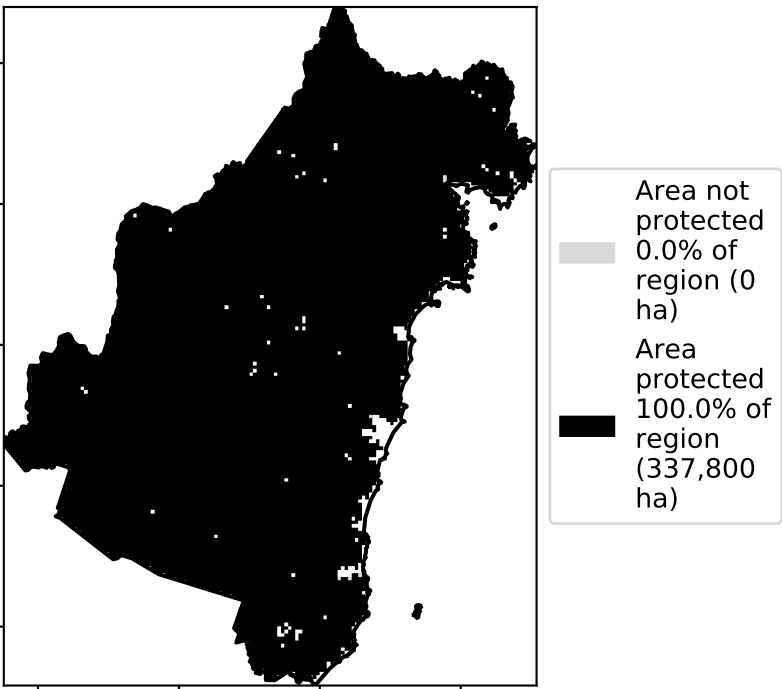 Area not
protected
0.0% of
region (0
ha)
Area
protected
100.0% of
region
(337,800
ha)